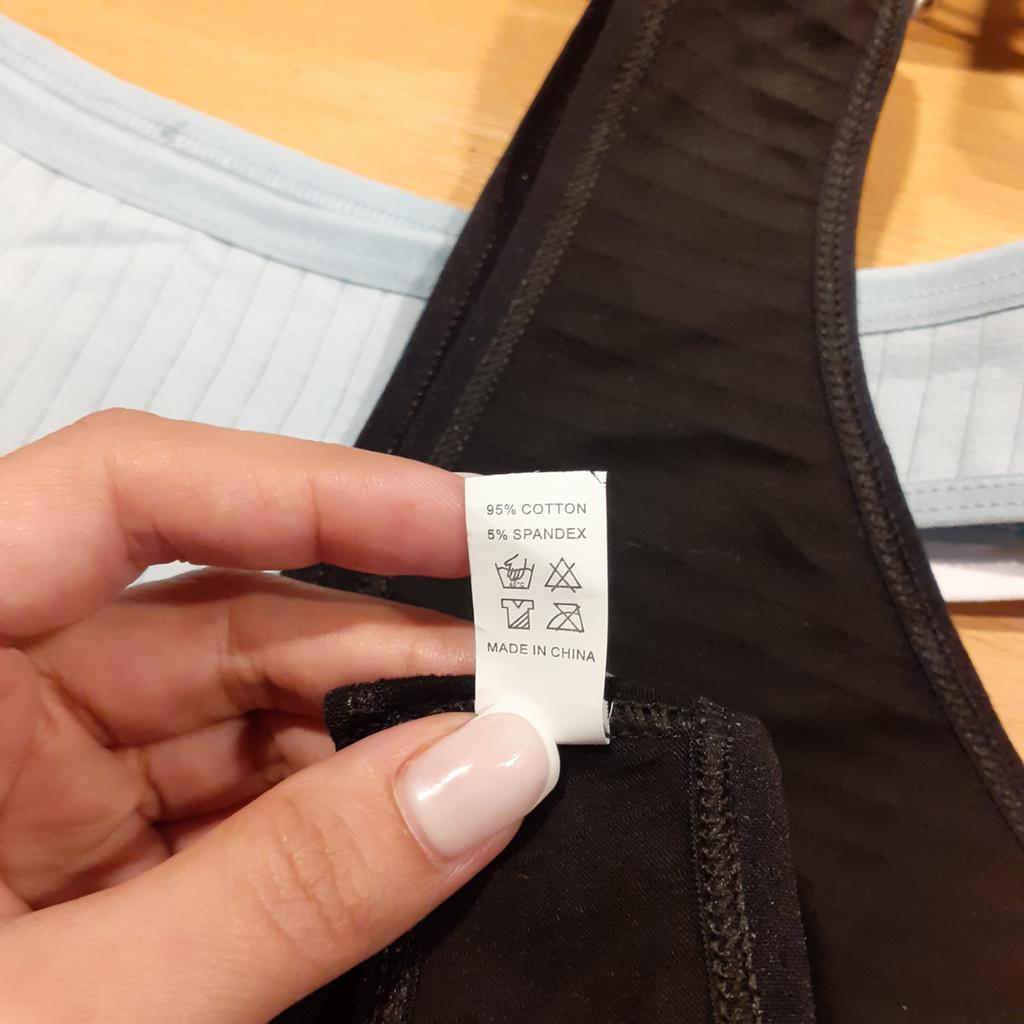 95% COTTON
5% SPANDEX
MADE IN CHINA